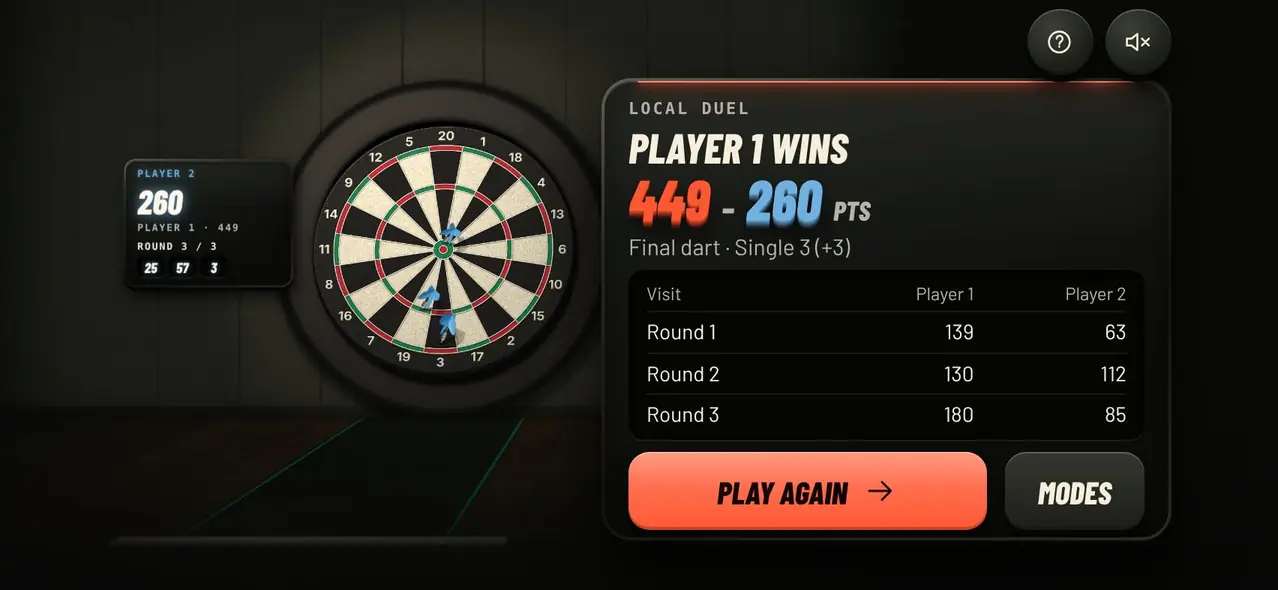 PLAYER 2
260
PLAYER 1 · 449
ROUND 3 / 3
25 57 3
20
1
18
4
13
6
10
15
2
17
3
19
7
16
8
11
14
9
12
5
LOCAL DUEL
PLAYER 1 WINS
449 - 260 PTS
Final dart · Single 3 (+3)
Visit Player 1 Player 2
Round 1 139 63
Round 2 130 112
Round 3 180 85
PLAY AGAIN →
MODES